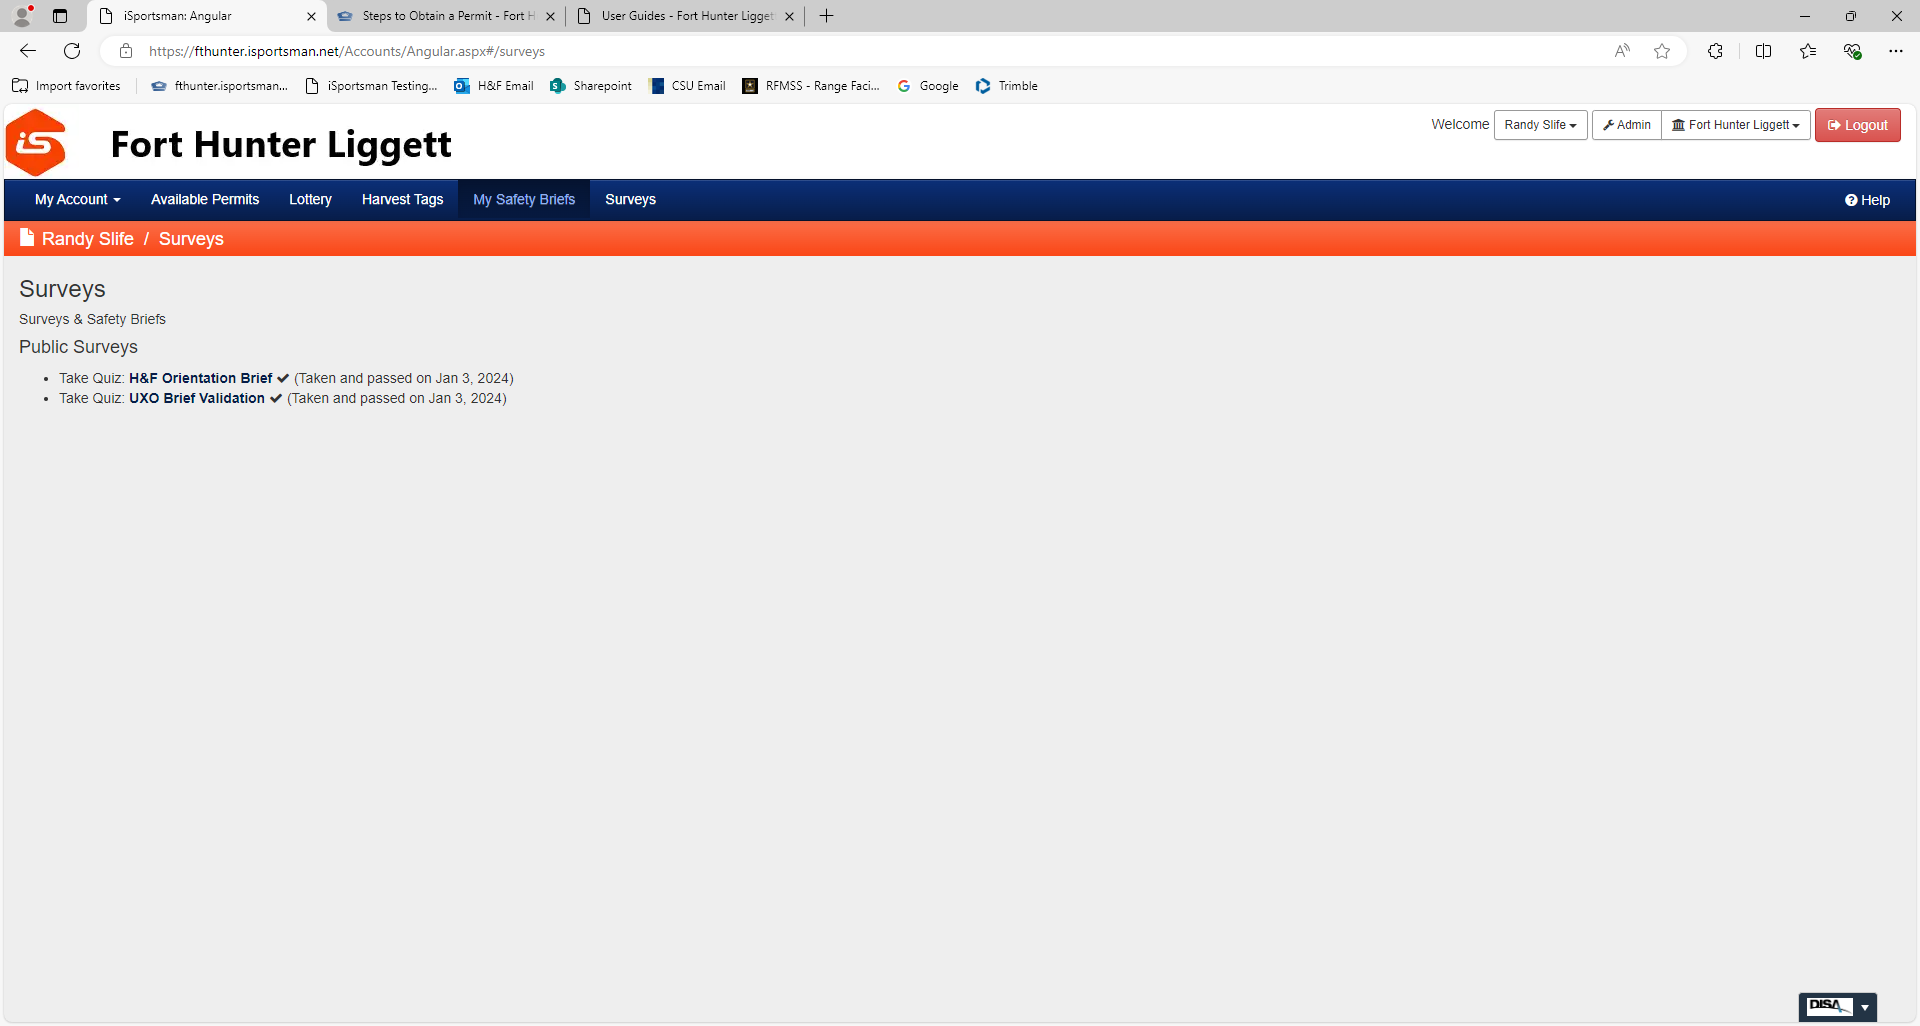 iSportsman: Angular
Steps to Obtain a Permit - Fort H
User Guides - Fort Hunter Ligget
https://fthunter.isportsman.net/Accounts/Angular.aspx#/surveys
Import favorites
fthunter.isportsman...
iSportsman Testing...
H&F Email
Sharepoint
CSU Email
RFMSS - Range Faci...
Google
Trimble
iS
Fort Hunter Liggett
Welcome
Randy Slife
Admin
Fort Hunter Liggett
Logout
My Account
Available Permits
Lottery
Harvest Tags
My Safety Briefs
Surveys
Help
Randy Slife / Surveys
Surveys
Surveys & Safety Briefs
Public Surveys
• Take Quiz: H&F Orientation Brief ✔ (Taken and passed on Jan 3, 2024)
• Take Quiz: UXO Brief Validation ✔ (Taken and passed on Jan 3, 2024)
DISA